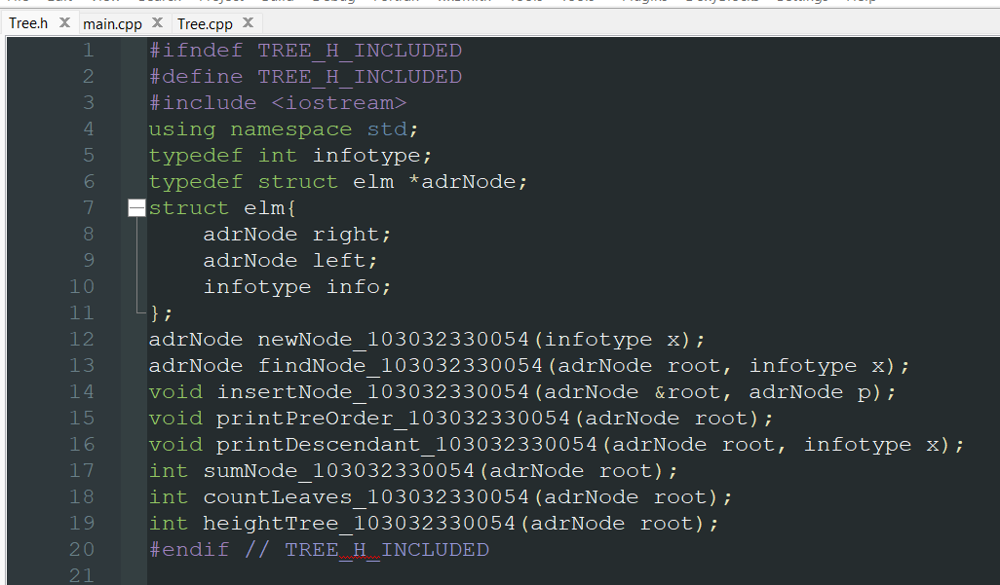 Tree.h X main.cpp X Tree.cpp X
1 #ifndef TREE_H_INCLUDED
2 #define TREE_H_INCLUDED
3 #include <iostream>
4 using namespace std;
5 typedef int infotype;
6 typedef struct elm *adrNode;
7 struct elm{
8 adrNode right;
9 adrNode left;
10 infotype info;
11 };
12 adrNode newNode_103032330054(infotype x);
13 adrNode findNode_103032330054(adrNode root, infotype x);
14 void insertNode_103032330054(adrNode &root, adrNode p);
15 void printPreOrder_103032330054(adrNode root);
16 void printDescendant_103032330054(adrNode root, infotype x);
17 int sumNode_103032330054(adrNode root);
18 int countLeaves_103032330054(adrNode root);
19 int heightTree_103032330054(adrNode root);
20 #endif // TREE_H_INCLUDED
21